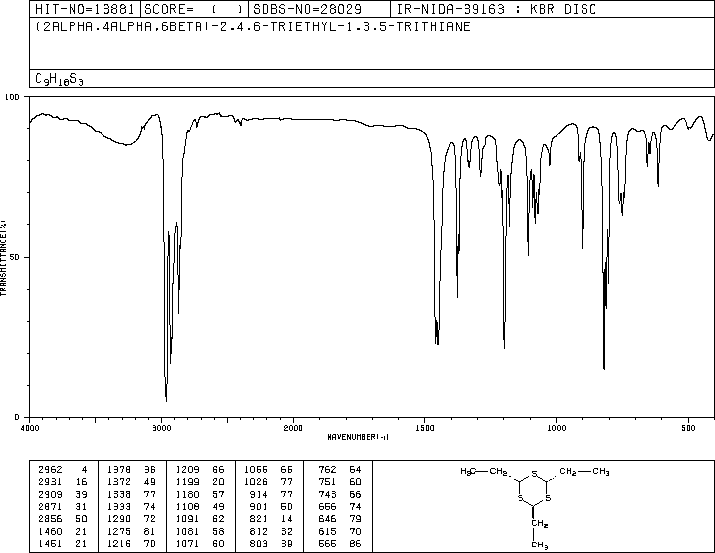 HIT-NO=13881 SCORE= ( ) SDBS-NO=28029 IR-NIDA-39163 : KBR DISC
(2ALPHA,4ALPHA,6BETA)-2,4,6-TRIETHYL-1,3,5-TRITHIANE
C9H18S3
100
50
0
TRANSMITTANCE(%)
4000 3000 2000 1500 1000 500
WAVENUMBER(-1)
2962 4 1378 36 1209 66 1066 66 762 64
2931 16 1372 49 1199 20 1026 77 751 60
2909 39 1338 77 1180 57 914 77 743 66
2871 31 1333 74 1108 49 901 50 656 74
2856 50 1290 72 1091 62 821 14 646 79
1460 21 1275 81 1081 58 812 32 615 70
1451 21 1216 70 1071 60 803 39 565 86
H3C CH2 S CH2 CH3
S S
CH2
CH3